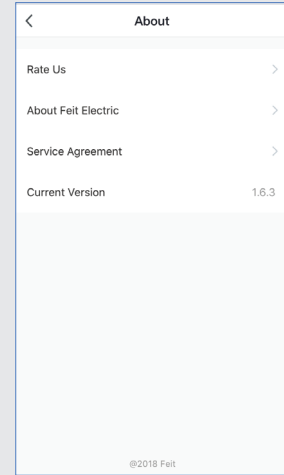 About
Rate Us
About Feit Electric
Service Agreement
Current Version 1.6.3
@2018 Feit